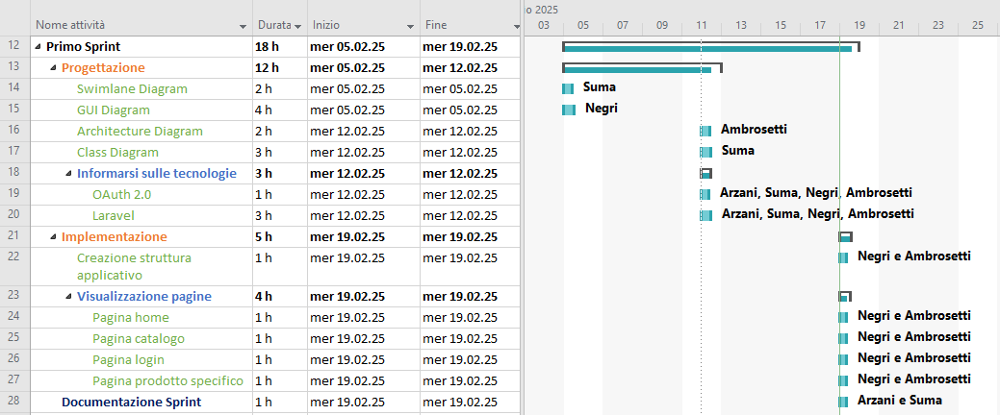 io 2025
Nome attività Durata Inizio Fine 03 05 07 09 11 13 15 17 19 21 23 25
12 Primo Sprint 18 h mer 05.02.25 mer 19.02.25
13 Progettazione 12 h mer 05.02.25 mer 12.02.25
14 Swimlane Diagram 2 h mer 05.02.25 mer 05.02.25 Suma
15 GUI Diagram 4 h mer 05.02.25 mer 05.02.25 Negri
16 Architecture Diagram 2 h mer 12.02.25 mer 12.02.25 Ambrosetti
17 Class Diagram 3 h mer 12.02.25 mer 12.02.25 Suma
18 Informarsi sulle tecnologie 3 h mer 12.02.25 mer 12.02.25
19 OAuth 2.0 1 h mer 12.02.25 mer 12.02.25 Arzani, Suma, Negri, Ambrosetti
20 Laravel 3 h mer 12.02.25 mer 12.02.25 Arzani, Suma, Negri, Ambrosetti
21 Implementazione 5 h mer 19.02.25 mer 19.02.25
22 Creazione struttura 1 h mer 19.02.25 mer 19.02.25 Negri e Ambrosetti
applicativo
23 Visualizzazione pagine 4 h mer 19.02.25 mer 19.02.25
24 Pagina home 1 h mer 19.02.25 mer 19.02.25 Negri e Ambrosetti
25 Pagina catalogo 1 h mer 19.02.25 mer 19.02.25 Negri e Ambrosetti
26 Pagina login 1 h mer 19.02.25 mer 19.02.25 Negri e Ambrosetti
27 Pagina prodotto specifico 1 h mer 19.02.25 mer 19.02.25 Negri e Ambrosetti
28 Documentazione Sprint 1 h mer 19.02.25 mer 19.02.25 Arzani e Suma